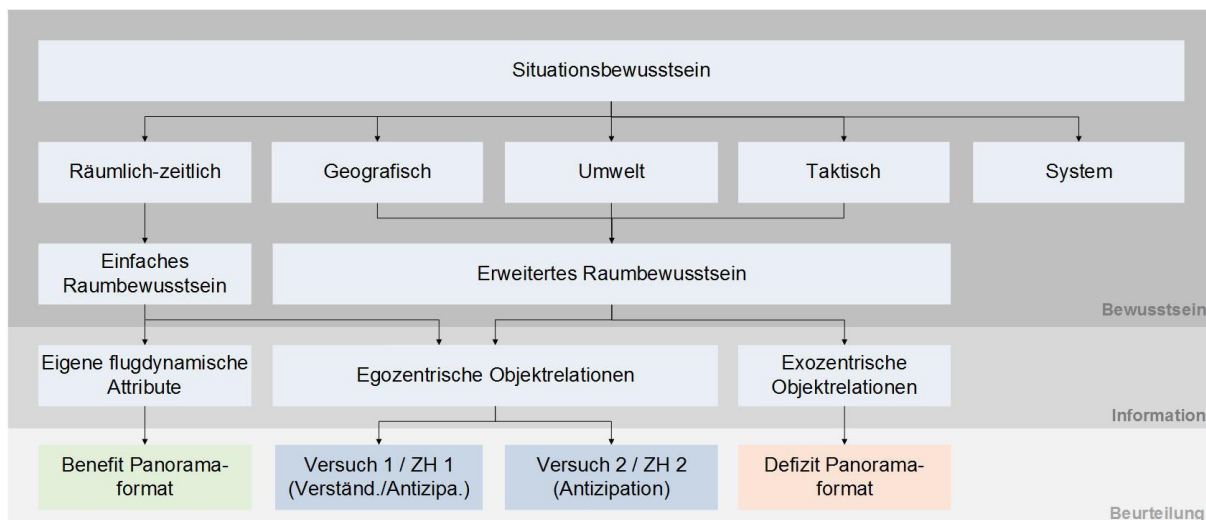 Situationsbewusstsein
Räumlich-zeitlich
Geografisch
Umwelt
Taktisch
System
Einfaches
Raumbewusstsein
Erweitertes Raumbewusstsein
Bewusstsein
Eigene flugdynamische
Attribute
Egozentrische Objektrelationen
Exozentrische
Objektrelationen
Information
Benefit Panorama-
format
Versuch 1 / ZH 1
(Verständ./Antizipa.)
Versuch 2 / ZH 2
(Antizipation)
Defizit Panorama-
format
Beurteilung